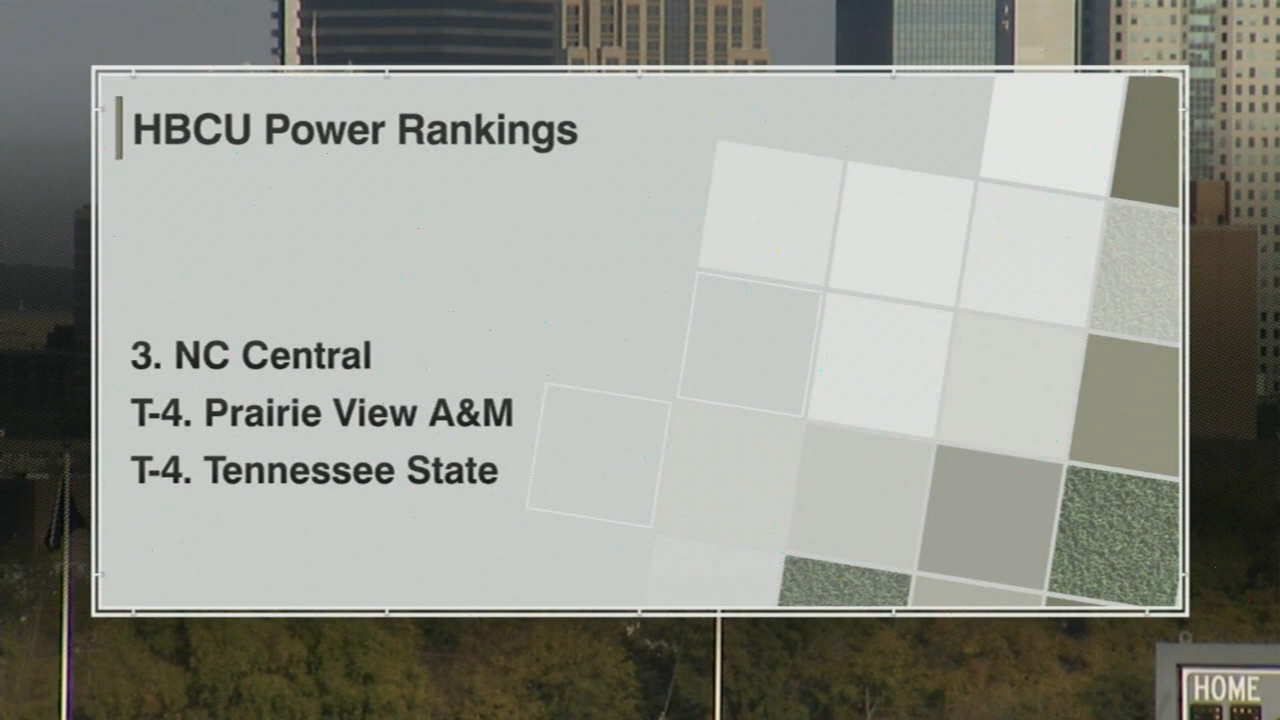 HBCU Power Rankings
3. NC Central
T-4. Prairie View A&M
T-4. Tennessee State
HOME